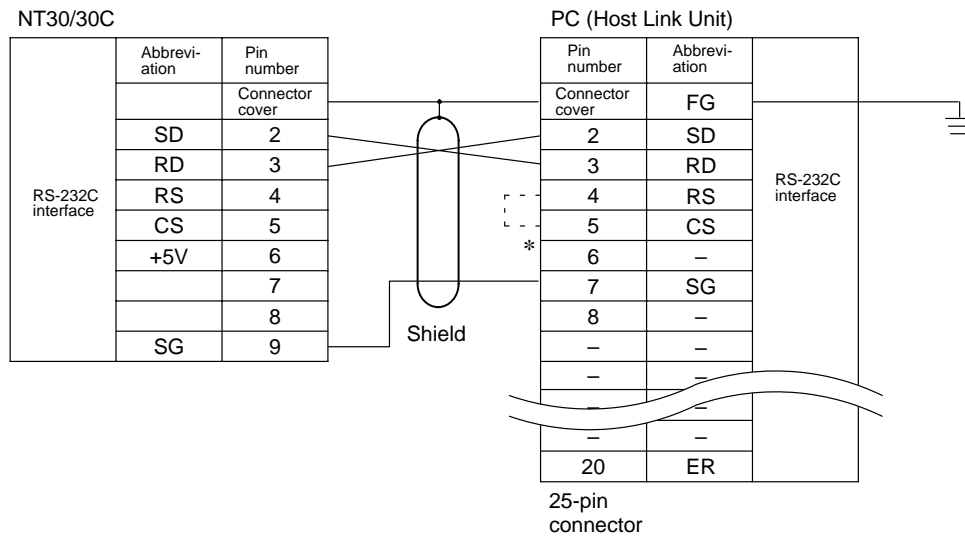 NT30/30C
PC (Host Link Unit)
Abbrevi-
ation
Pin
number
Pin
number
Abbrevi-
ation
Connector
cover
Connector
cover
FG
SD 2 2 SD
RD 3 3 RD
RS-232C
interface
RS-232C
interface
RS 4 4 RS
CS 5 5 CS
+5V 6 * 6 –
7 7 SG
8 8 –
SG 9 – –
Shield
– –
– –
– –
20 ER
25-pin
connector